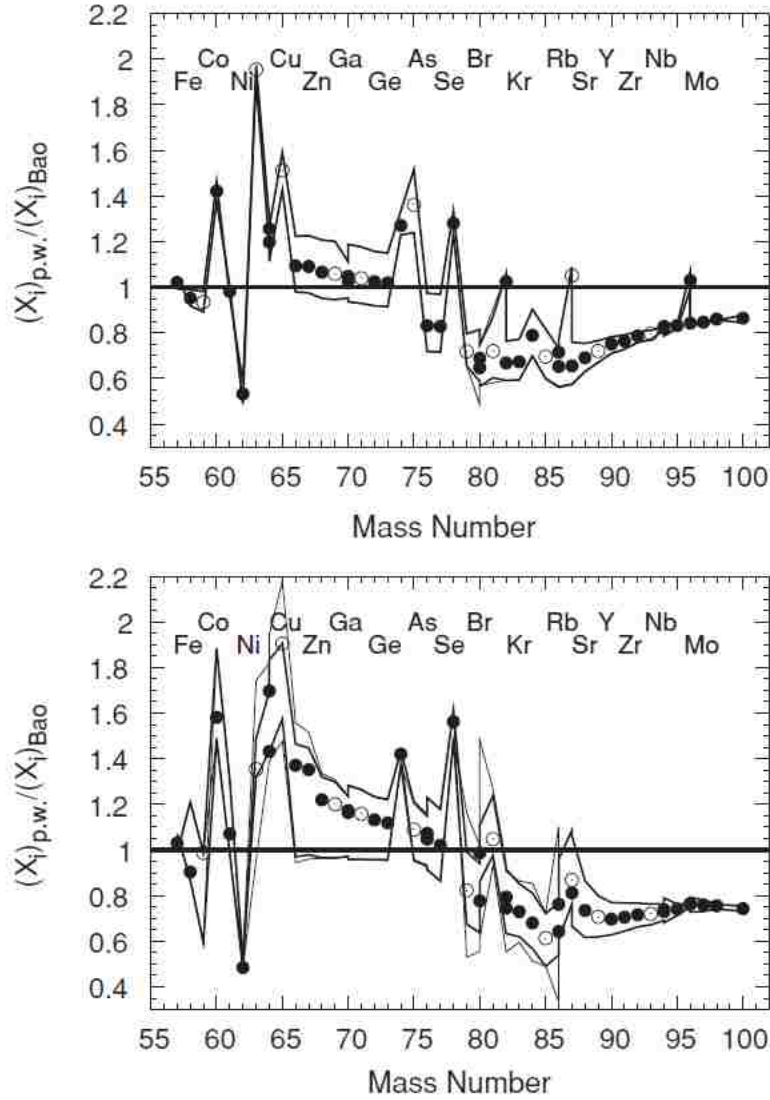 2.2
2
1.8
1.6
1.4
1.2
1
0.8
0.6
0.4
(Xi)p.w./(Xi)Bao
Co Cu Ga As Br Rb Y Nb
Fe Ni Zn Ge Se Kr Sr Zr Mo
55 60 65 70 75 80 85 90 95 100
Mass Number
2.2
2
1.8
1.6
1.4
1.2
1
0.8
0.6
0.4
(Xi)p.w./(Xi)Bao
Co Cu Ga As Br Rb Y Nb
Fe Ni Zn Ge Se Kr Sr Zr Mo
55 60 65 70 75 80 85 90 95 100
Mass Number